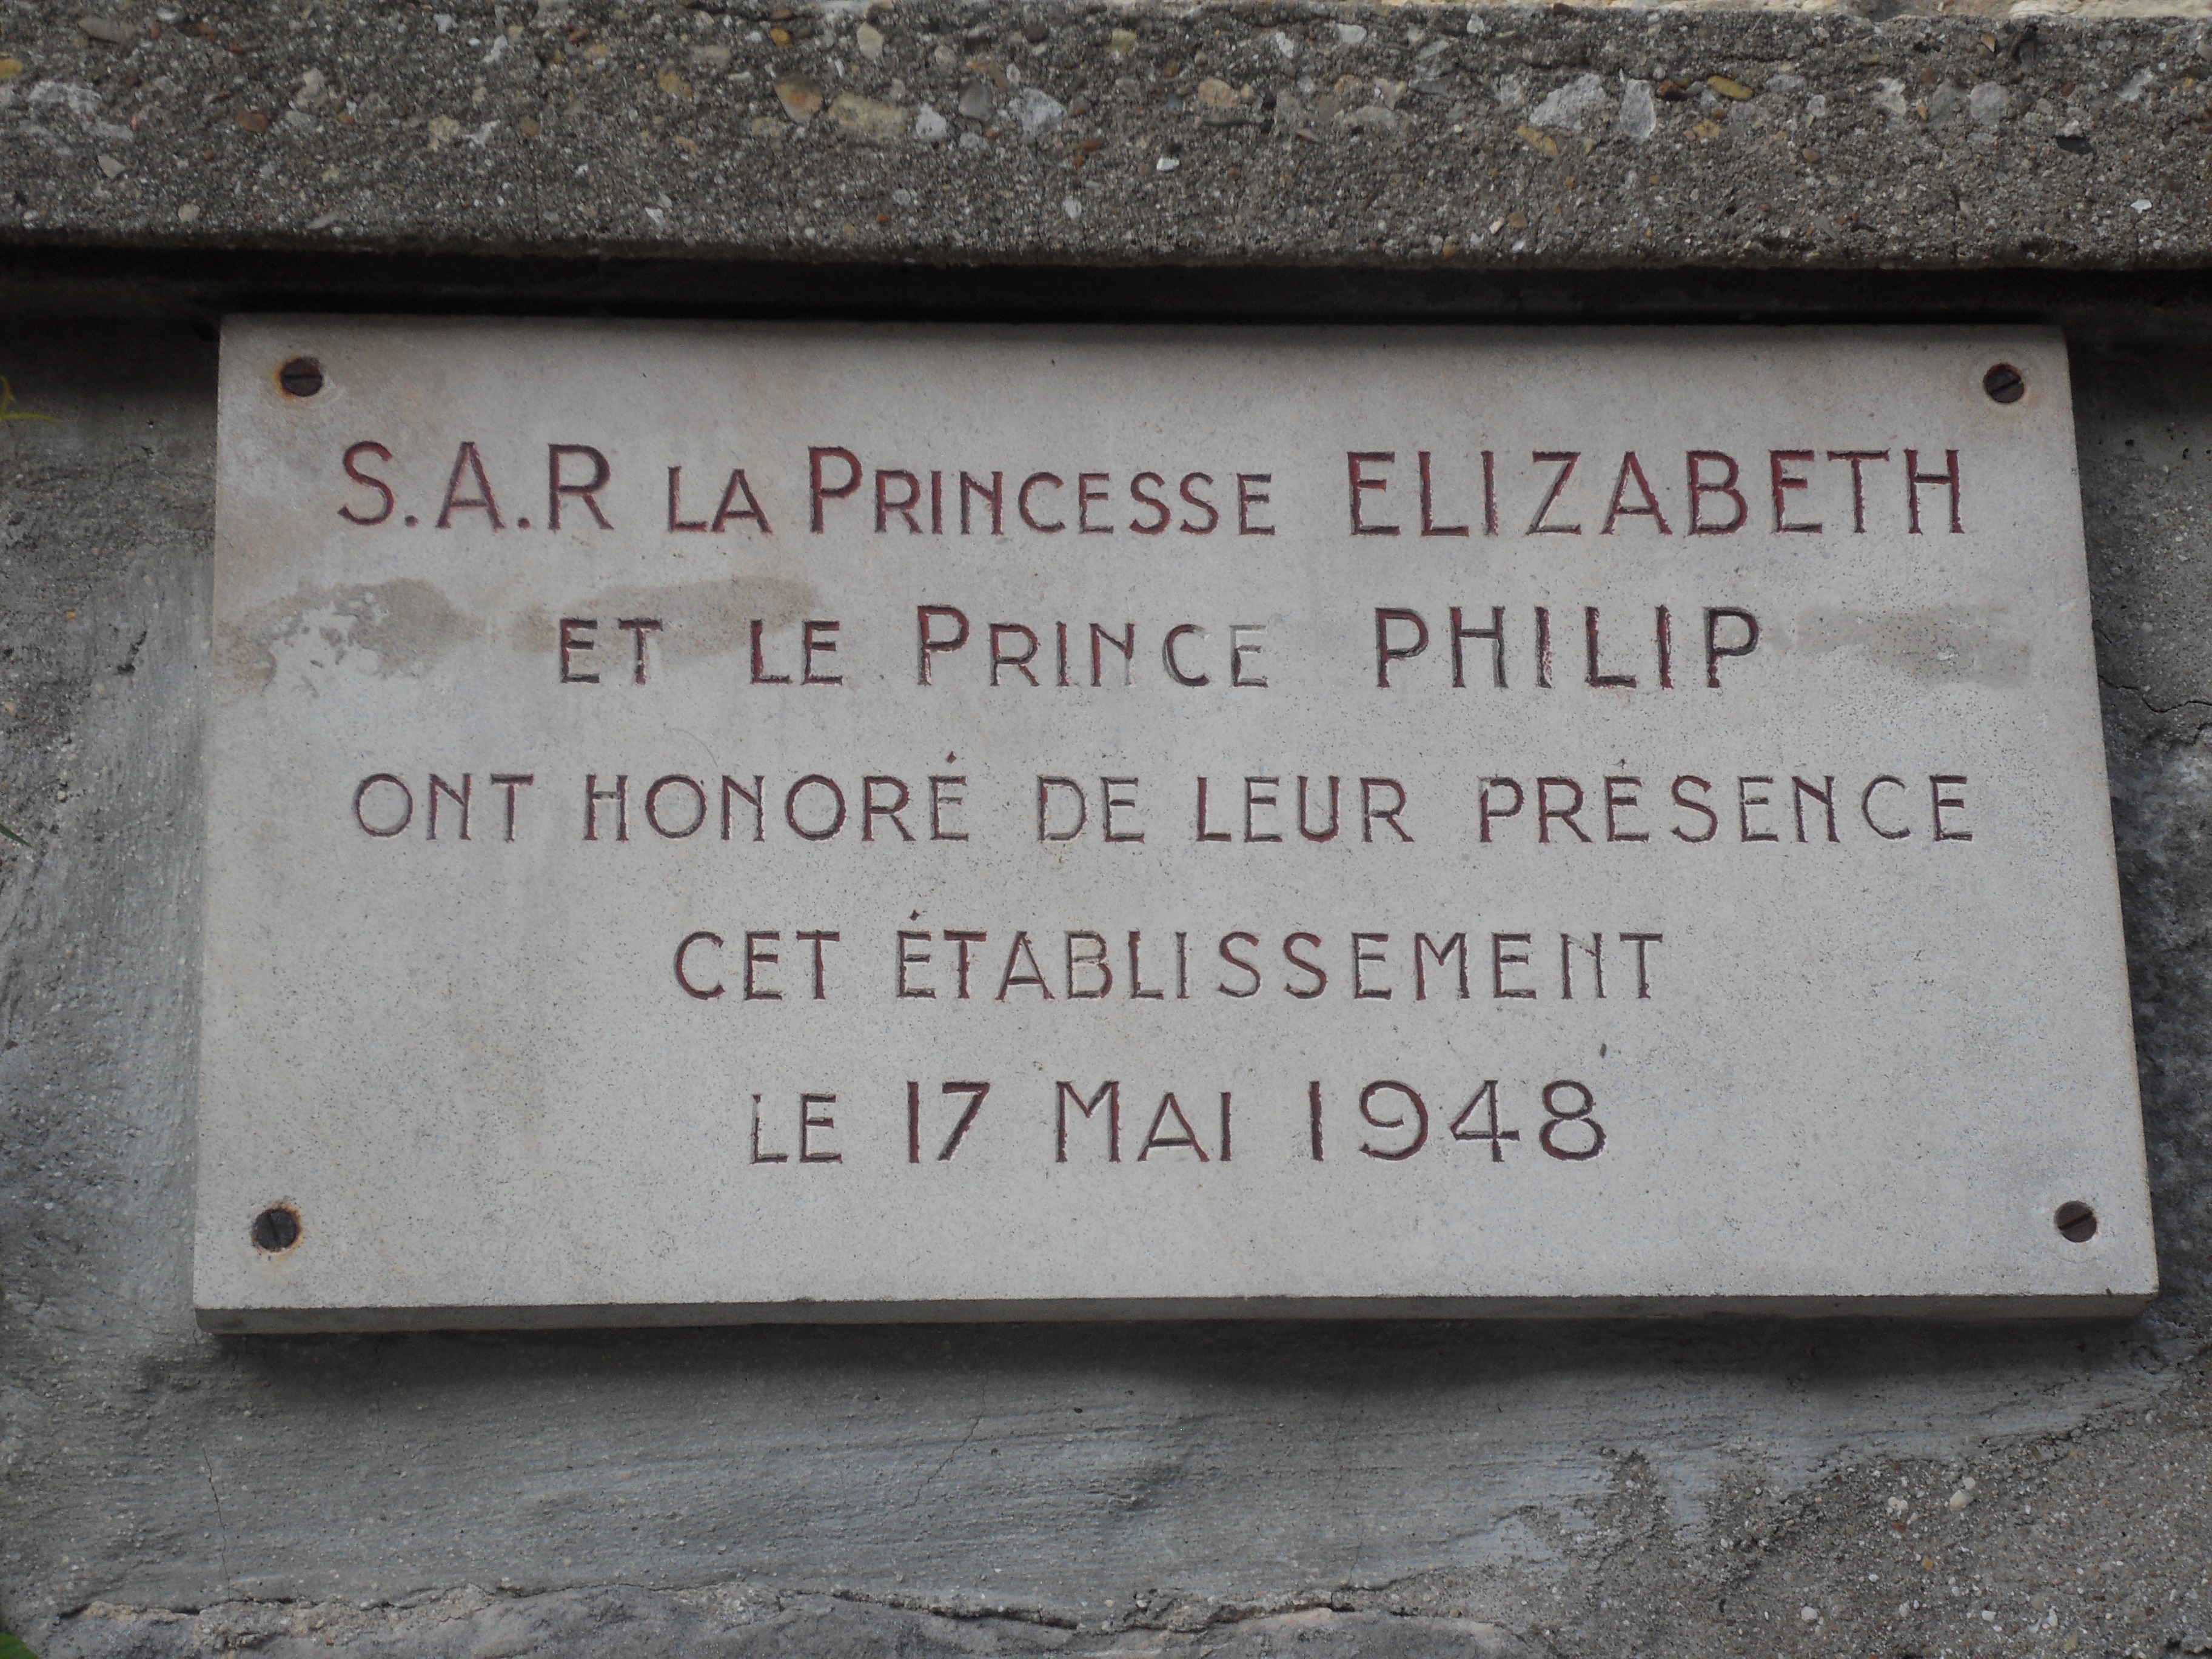 S.A.R LA PRINCESSE ELIZABETH
ET LE PRINCE PHILIP
ONT HONORÉ DE LEUR PRÉSENCE
CET ÉTABLISSEMENT
LE 17 MAI 1948